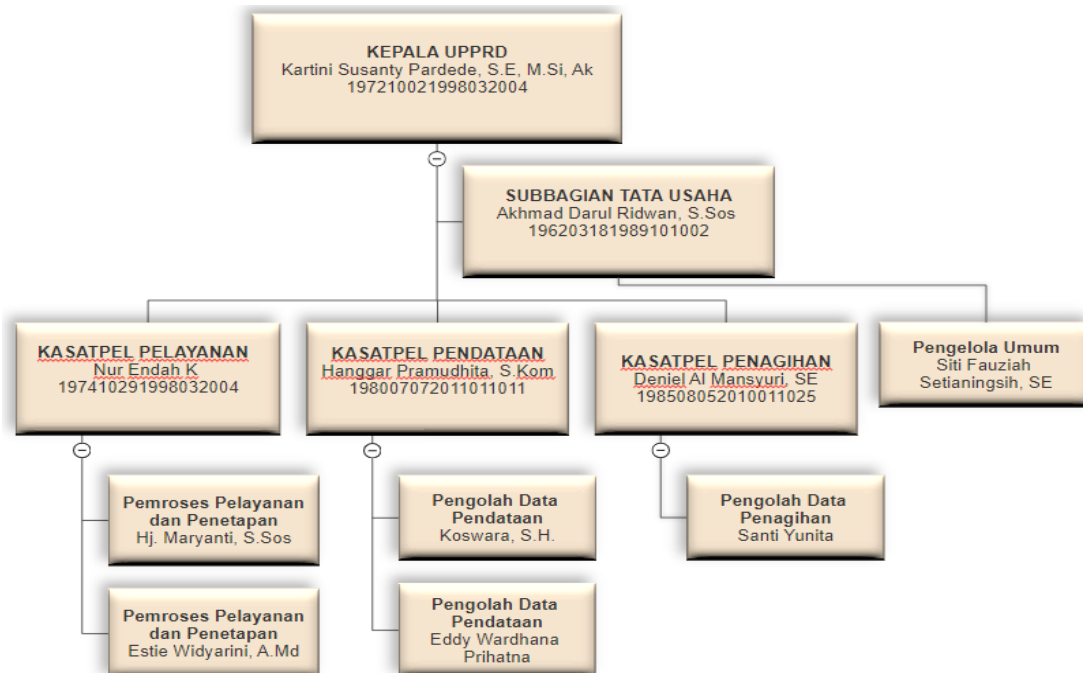 KEPALA UPPRD
Kartini Susanty Pardede, S.E, M.Si, Ak
197210021998032004
SUBBAGIAN TATA USAHA
Akhmad Darul Ridwan, S.Sos
196203181989101002
KASATPEL PELAYANAN
Nur Endah K
197410291998032004
KASATPEL PENDATAAN
Hanggar Pramudhita, S.Kom
198007072011011011
KASATPEL PENAGIHAN
Deniel Al Mansyuri, SE
198508052010011025
Pengelola Umum
Siti Fauziah
Setianingsih, SE
Pemroses Pelayanan
dan Penetapan
Hj. Maryanti, S.Sos
Pengolah Data
Pendataan
Koswara, S.H.
Pengolah Data
Penagihan
Santi Yunita
Pemroses Pelayanan
dan Penetapan
Estie Widyarini, A.Md
Pengolah Data
Pendataan
Eddy Wardhana
Prihatna